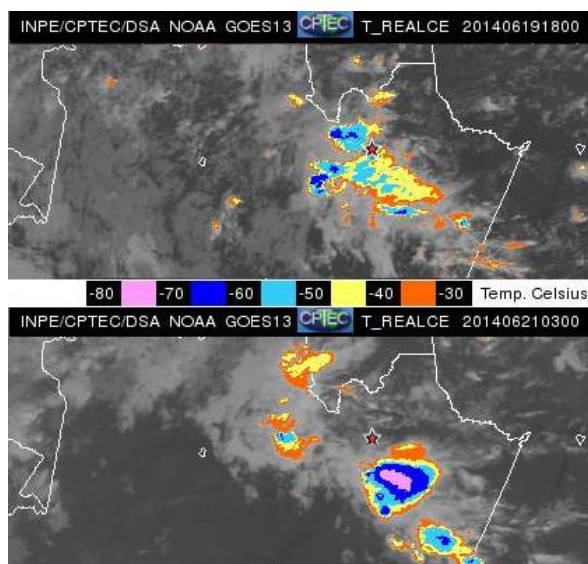 INPE/CPTEC/DSA NOAA GOES13 CPTEC T_REALCE 201406191800
-80 -70 -60 -50 -40 -30 Temp. Celsius
INPE/CPTEC/DSA NOAA GOES13 CPTEC T_REALCE 201406210300